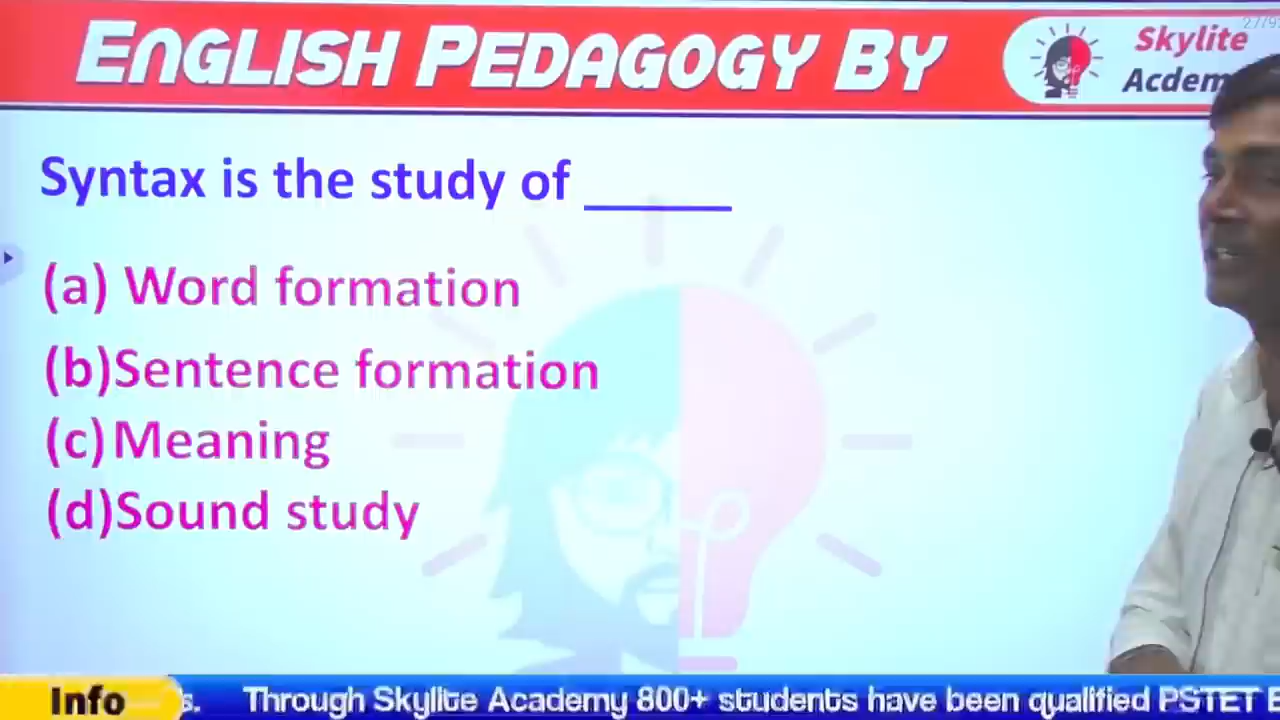 ENGLISH PEDAGOGY BY
Skylite
Acdem
Syntax is the study of ______
(a) Word formation
(b)Sentence formation
(c)Meaning
(d)Sound study
Info
s. Through Skylite Academy 800+ students have been qualified PSTET